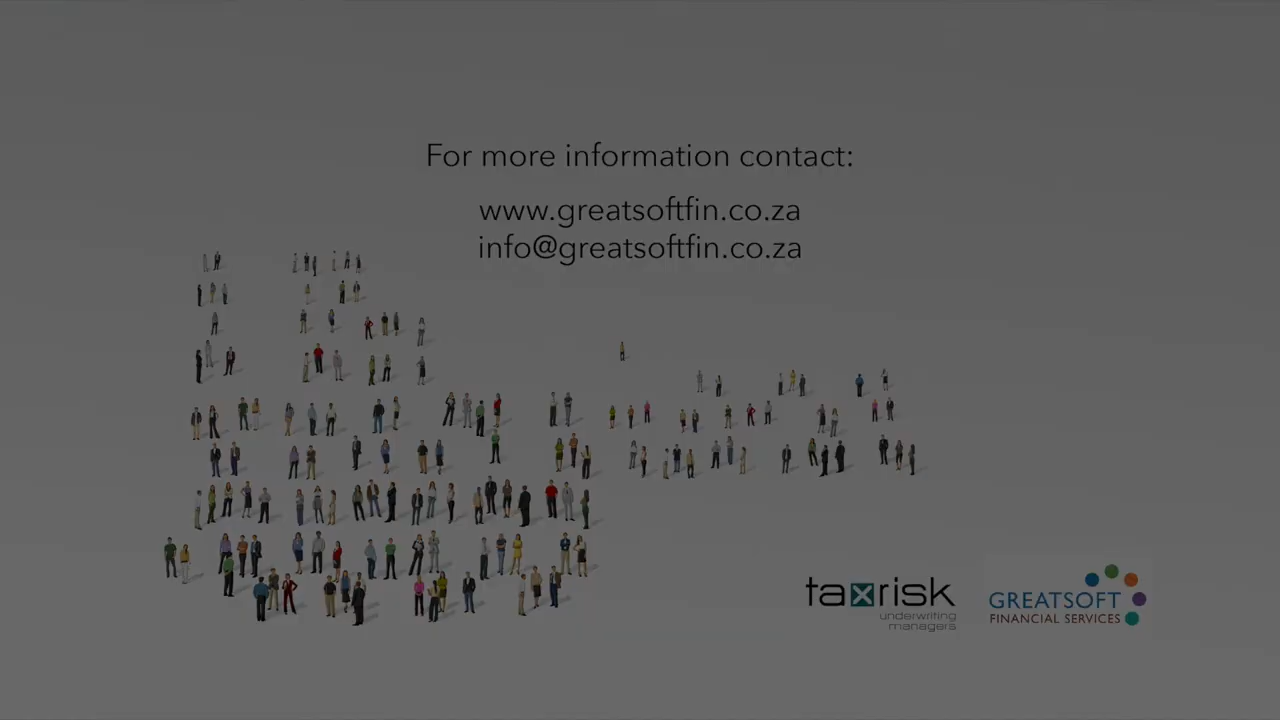 For more information contact:
www.greatsoftfin.co.za
info@greatsoftfin.co.za
taxrisk
underwriting
managers
GREATSOFT
FINANCIAL SERVICES